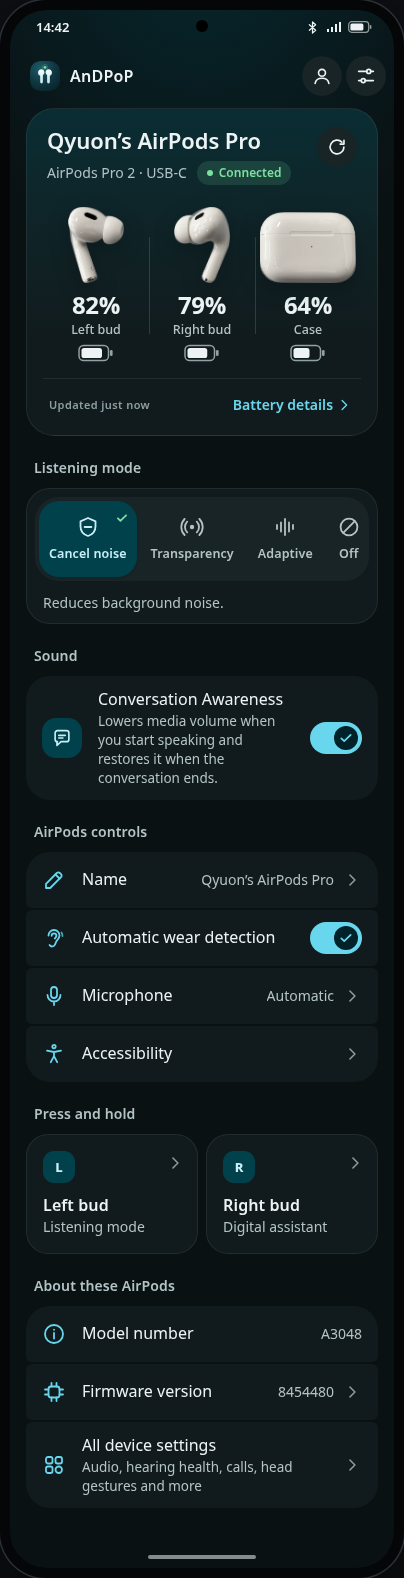 14:42
AnDPoP
Qyuon’s AirPods Pro
AirPods Pro 2 · USB-C
Connected
82%
79%
64%
Left bud
Right bud
Case
Updated just now
Battery details
Listening mode
Cancel noise
Transparency
Adaptive
Off
Reduces background noise.
Sound
Conversation Awareness
Lowers media volume when
you start speaking and
restores it when the
conversation ends.
AirPods controls
Name
Qyuon’s AirPods Pro
Automatic wear detection
Microphone
Automatic
Accessibility
Press and hold
L
R
Left bud
Right bud
Listening mode
Digital assistant
About these AirPods
Model number
A3048
Firmware version
8454480
All device settings
Audio, hearing health, calls, head
gestures and more